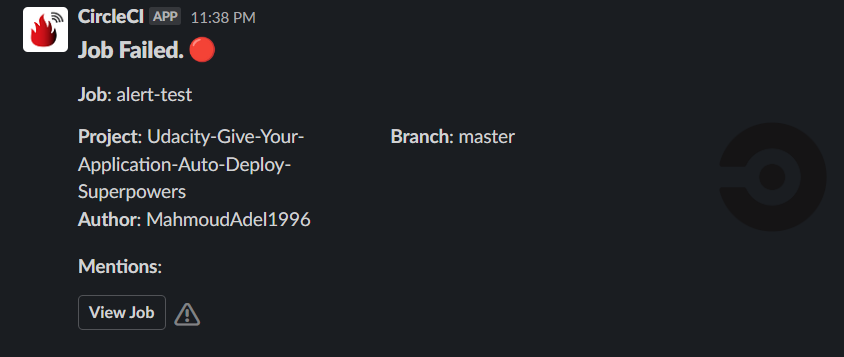 CircleCI APP 11:38 PM
Job Failed.
Job: alert-test
Project: Udacity-Give-Your-
Application-Auto-Deploy-
Superpowers
Branch: master
Author: MahmoudAdel1996
Mentions:
View Job